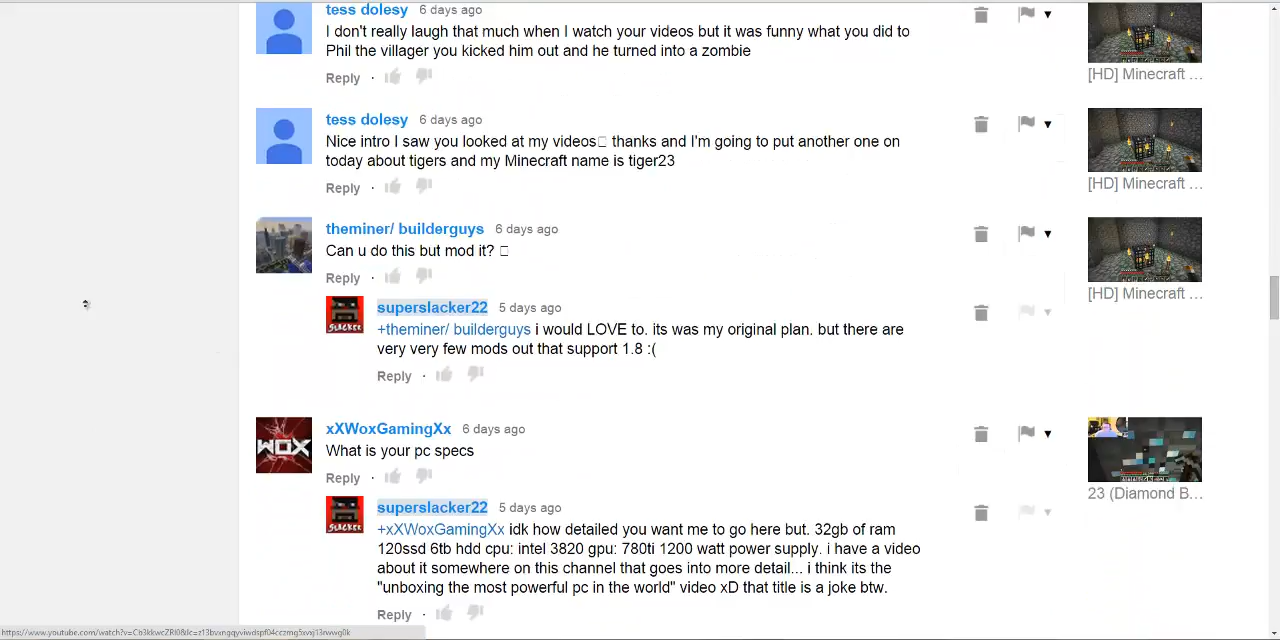 tess dolesy 6 days ago
I don't really laugh that much when I watch your videos but it was funny what you did to
Phil the villager you kicked him out and he turned into a zombie
Reply ·
[HD] Minecraft ...
tess dolesy 6 days ago
Nice intro I saw you looked at my videos□ thanks and I'm going to put another one on
today about tigers and my Minecraft name is tiger23
Reply ·
[HD] Minecraft ...
theminer/ builderguys 6 days ago
Can u do this but mod it? □
Reply ·
[HD] Minecraft ...
SLACKER
superslacker22 5 days ago
+theminer/ builderguys i would LOVE to. its was my original plan. but there are
very very few mods out that support 1.8 :(
Reply ·
WOX
xXWoxGamingXx 6 days ago
What is your pc specs
Reply ·
23 (Diamond B...
SLACKER
superslacker22 5 days ago
+xXWoxGamingXx idk how detailed you want me to go here but. 32gb of ram
120ssd 6tb hdd cpu: intel 3820 gpu: 780ti 1200 watt power supply. i have a video
about it somewhere on this channel that goes into more detail... i think its the
"unboxing the most powerful pc in the world" video xD that title is a joke btw.
Reply ·